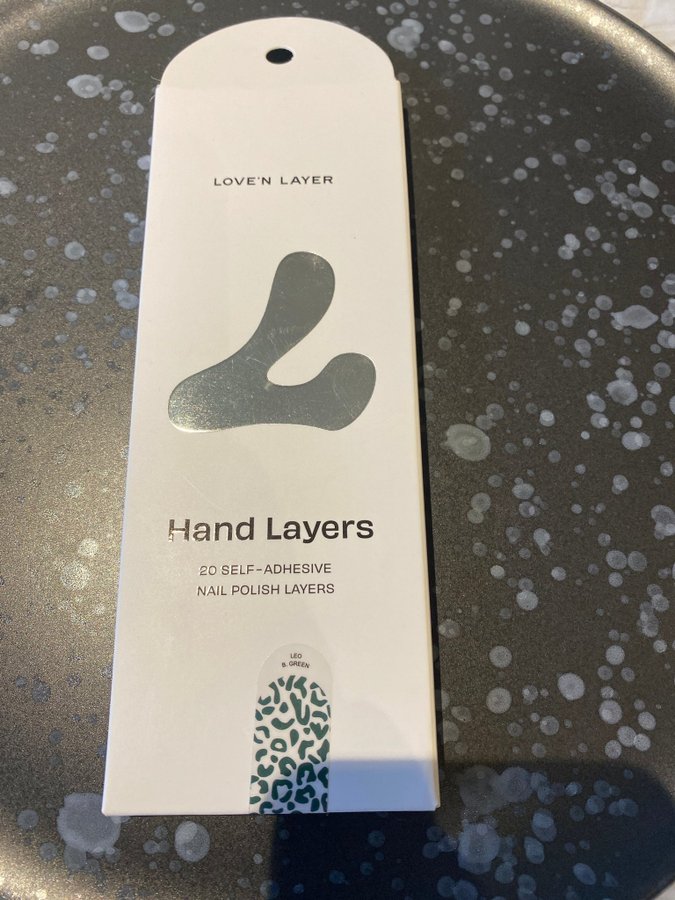 LOVE'N LAYER
Hand Layers
20 SELF-ADHESIVE
NAIL POLISH LAYERS
LEO
B. GREEN